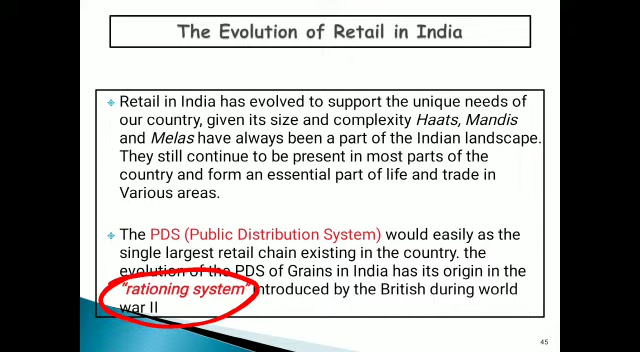 The Evolution of Retail in India
Retail in India has evolved to support the unique needs of
our country, given its size and complexity Haats, Mandis
and Melas have always been a part of the Indian landscape.
They still continue to be present in most parts of the
country and form an essential part of life and trade in
Various areas.
The PDS (Public Distribution System) would easily as the
single largest retail chain existing in the country. the
evolution of the PDS of Grains in India has its origin in the
"rationing system" introduced by the British during world
war II
45